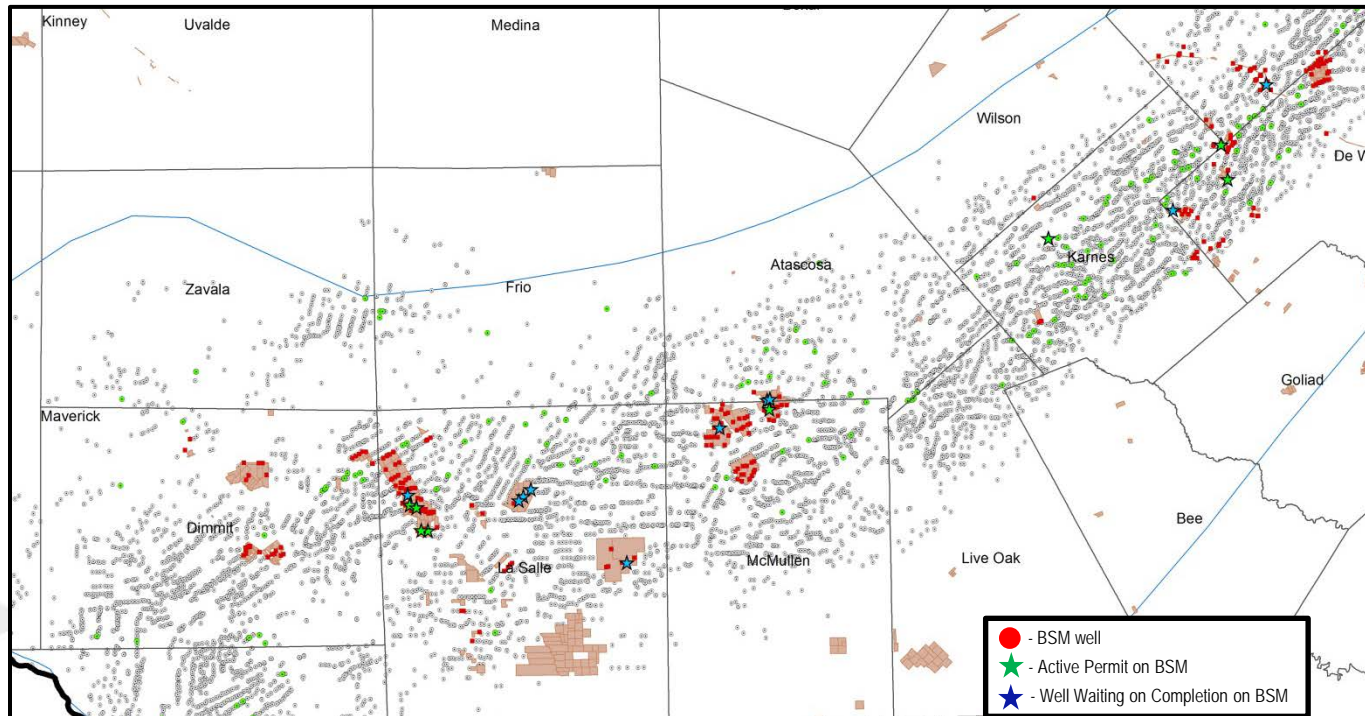 Kinney
Uvalde
Medina
Wilson
De W
Karnes
Atascosa
Zavala
Frio
Goliad
Maverick
Bee
Dimmit
La Salle
McMullen
Live Oak
- BSM well
- Active Permit on BSM
- Well Waiting on Completion on BSM